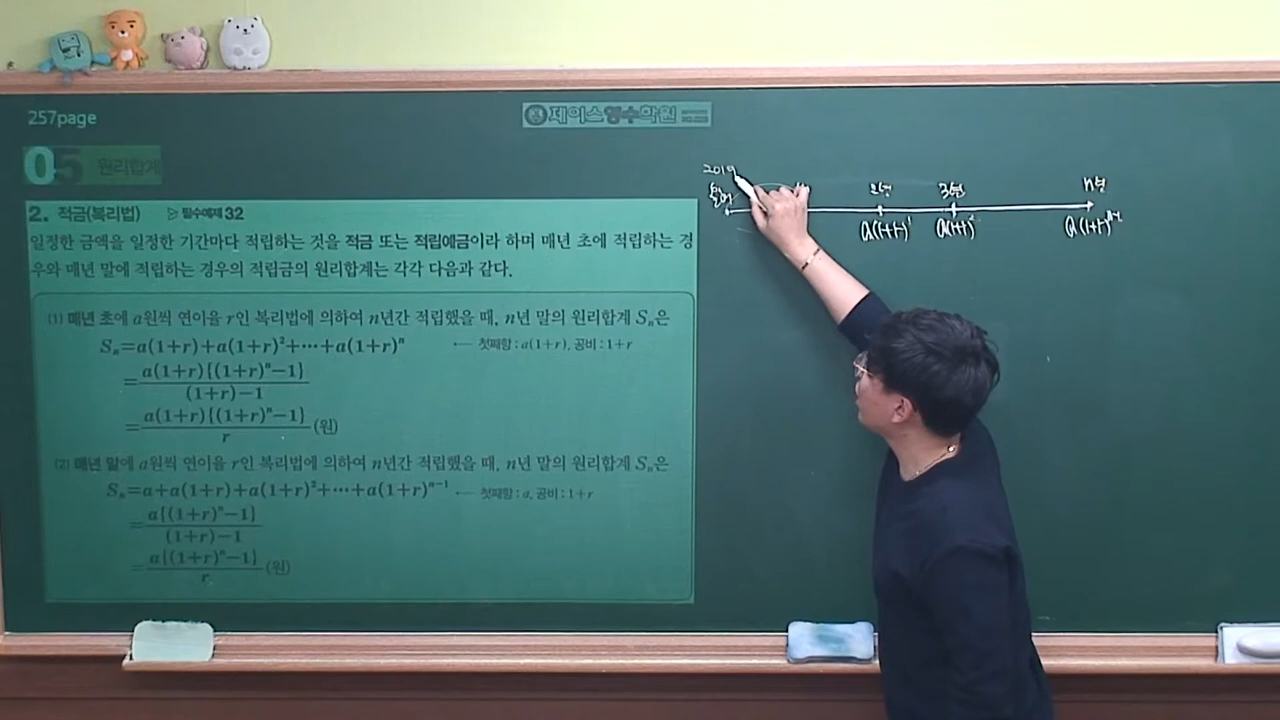 257page
제이스영수학원
05 원리합계
2. 적금(복리법) ▷ 필수예제 32
일정한 금액을 일정한 기간마다 적립하는 것을 적금 또는 적립예금이라 하며 매년 초에 적립하는 경
우와 매년 말에 적립하는 경우의 적립금의 원리합계는 각각 다음과 같다.
(1) 매년 초에 a원씩 연이율 r인 복리법에 의하여 n년간 적립했을 때, n년 말의 원리합계 Sₙ은
Sₙ=a(1+r)+a(1+r)²+⋯+a(1+r)ⁿ ← 첫째항 : a(1+r), 공비 : 1+r
=a(1+r){(1+r)ⁿ-1}/(1+r)-1
=a(1+r){(1+r)ⁿ-1}/r (원)
(2) 매년 말에 a원씩 연이율 r인 복리법에 의하여 n년간 적립했을 때, n년 말의 원리합계 Sₙ은
Sₙ=a+a(1+r)+a(1+r)²+⋯+a(1+r)ⁿ⁻¹ ← 첫째항 : a, 공비 : 1+r
=a{(1+r)ⁿ-1}/(1+r)-1
=a{(1+r)ⁿ-1}/r (원)
2019
2년 3년 n년
a(1+r)¹ a(1+r)² a(1+r)ⁿ⁻¹